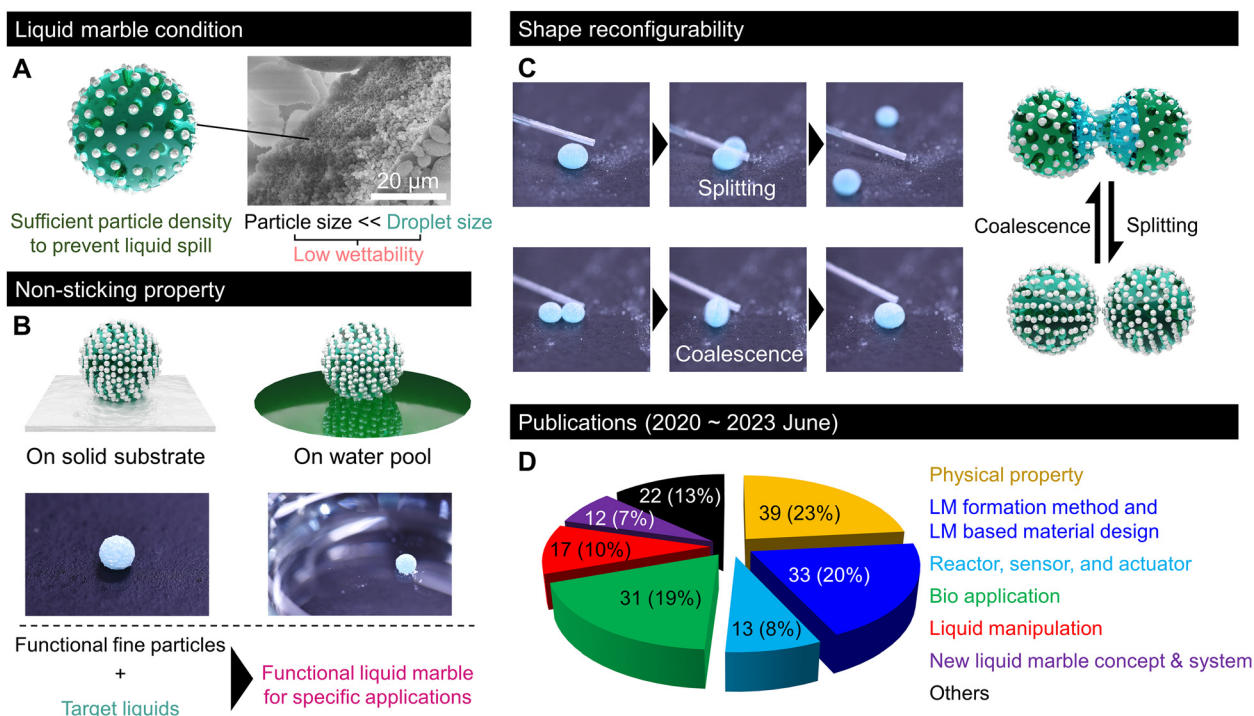 Liquid marble condition
A
20 μm
Sufficient particle density
to prevent liquid spill
Particle size << Droplet size
Low wettability
Non-sticking property
B
On solid substrate
On water pool
Functional fine particles
+
Target liquids
Functional liquid marble
for specific applications
Shape reconfigurability
C
Splitting
Coalescence
Coalescence
Splitting
Publications (2020 ~ 2023 June)
D
22 (13%)
39 (23%)
12 (7%)
17 (10%)
33 (20%)
31 (19%)
13 (8%)
Physical property
LM formation method and
LM based material design
Reactor, sensor, and actuator
Bio application
Liquid manipulation
New liquid marble concept & system
Others